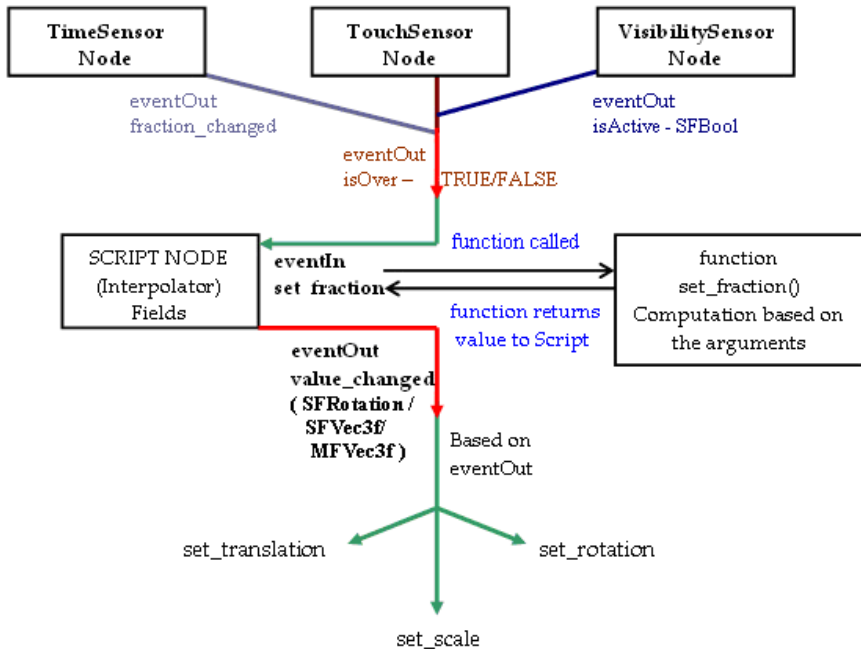 TimeSensor
Node
TouchSensor
Node
VisibilitySensor
Node
eventOut
fraction_changed
eventOut
isActive - SFBool
eventOut
isOver – TRUE/FALSE
SCRIPT NODE
(Interpolator)
Fields
eventIn
set fraction
function called
function returns
value to Script
function
set_fraction()
Computation based on
the arguments
eventOut
value_changed
( SFRotation /
SFVec3f/
MFVec3f )
Based on
eventOut
set_translation
set_rotation
set_scale